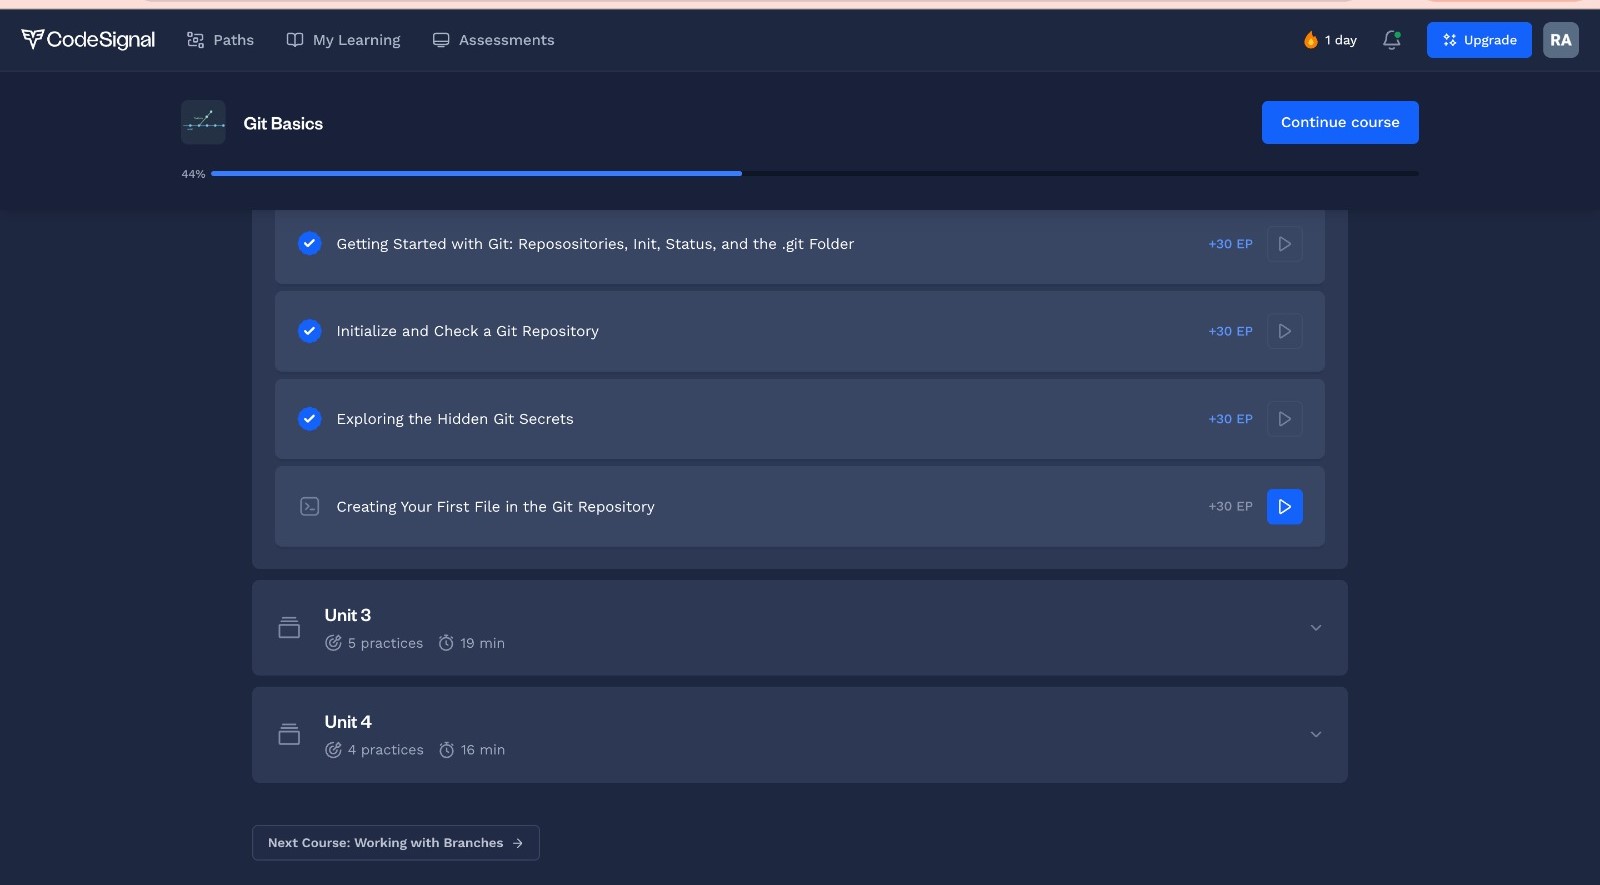 CodeSignal Paths My Learning Assessments 1 day Upgrade RA
Git Basics Continue course
44%
Getting Started with Git: Reposositories, Init, Status, and the .git Folder +30 EP
Initialize and Check a Git Repository +30 EP
Exploring the Hidden Git Secrets +30 EP
Creating Your First File in the Git Repository +30 EP
Unit 3
5 practices 19 min
Unit 4
4 practices 16 min
Next Course: Working with Branches →